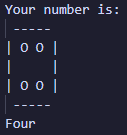 Your number is:
 -----
| O O |
|     |
| O O |
 -----
Four